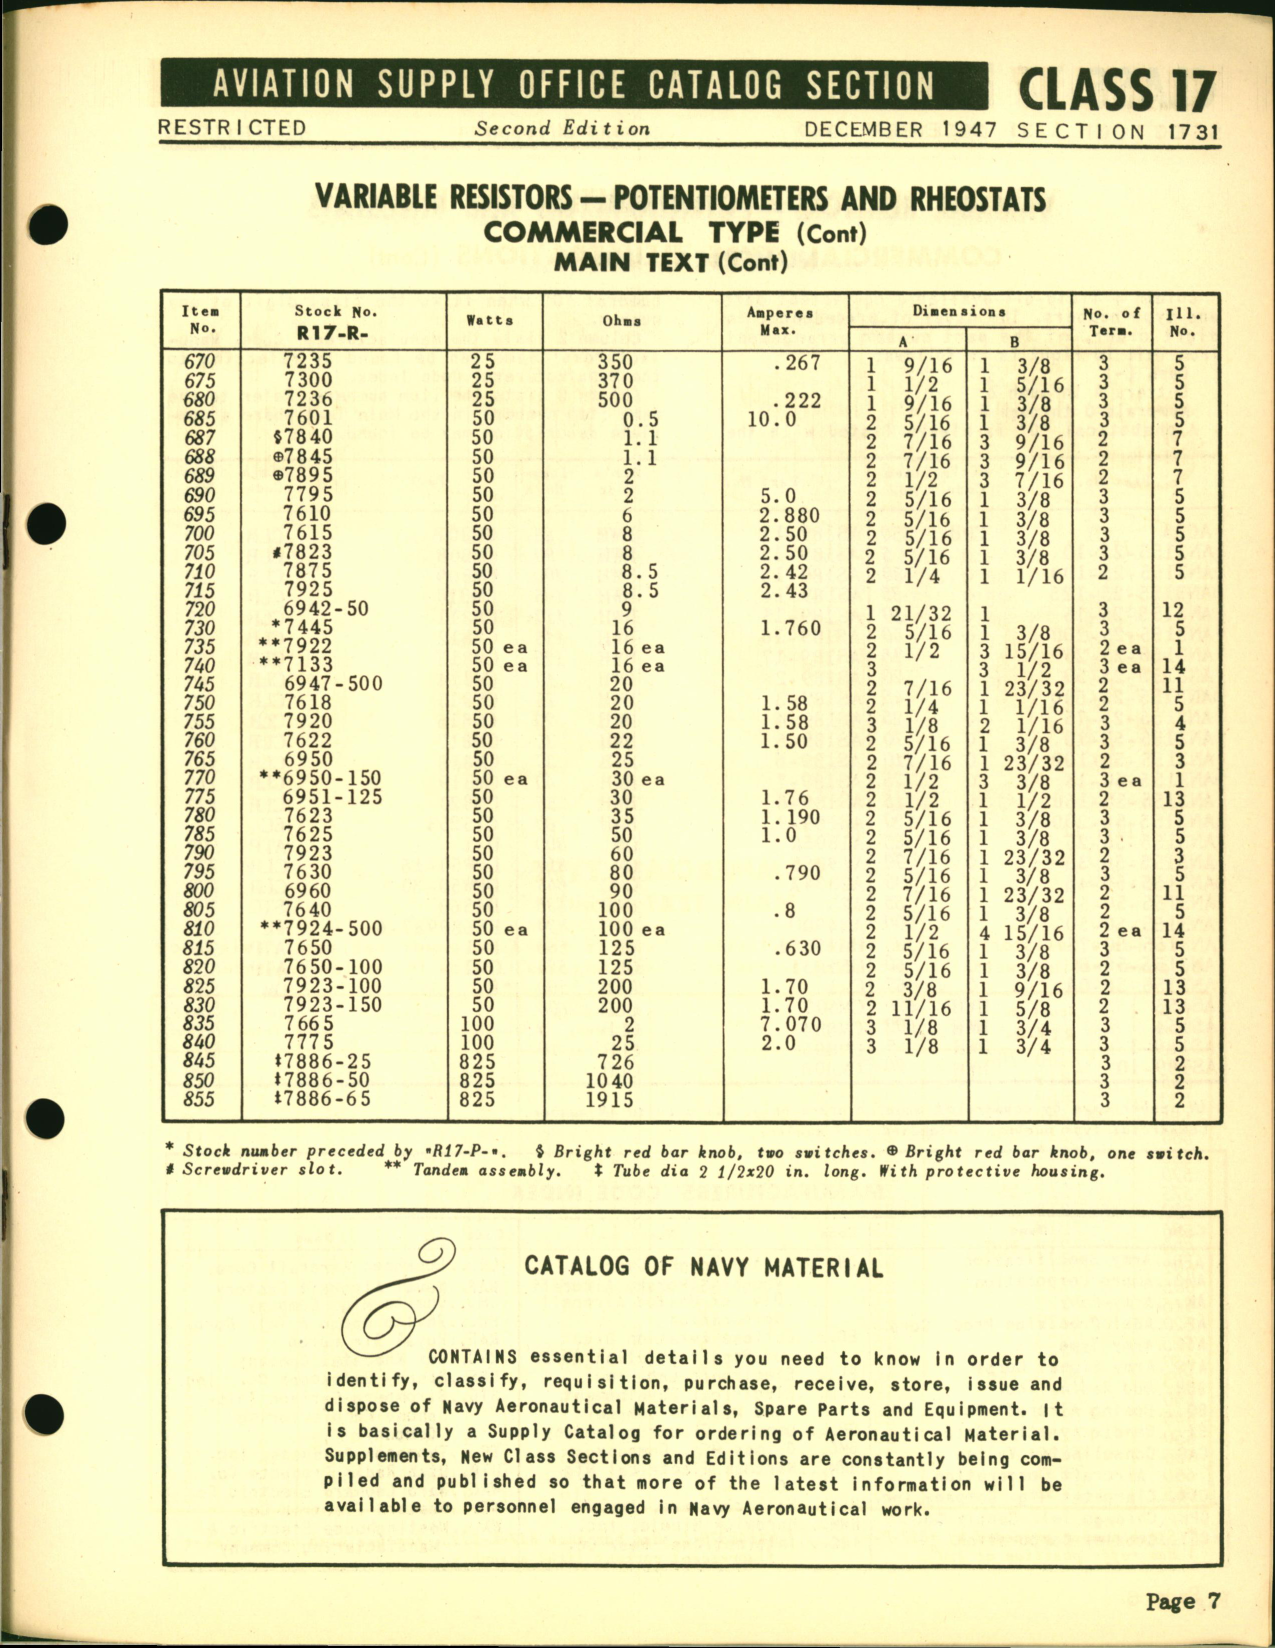 AVIATION SUPPLY OFFICE CATALOG SECTION CLASS 17
RESTRICTED Second Edition DECEMBER 1947 SECTION 1731
VARIABLE RESISTORS — POTENTIOMETERS AND RHEOSTATS
COMMERCIAL TYPE (Cont)
MAIN TEXT (Cont)
Item No. Stock No. R17-R- Watts Ohms Amperes Max. Dimensions A B No. of Term. Ill. No.
670 7235 25 350 .267 1 9/16 1 3/8 3 5
675 7300 25 370 1 1/2 1 5/16 3 5
680 7236 25 500 .222 1 9/16 1 3/8 3 5
685 7601 50 0.5 10.0 2 5/16 1 3/8 3 5
687 §7840 50 1.1 2 7/16 3 9/16 2 7
688 ⊕7845 50 1.1 2 7/16 3 9/16 2 7
689 ⊕7895 50 2 2 1/2 3 7/16 2 7
690 7795 50 2 5.0 2 5/16 1 3/8 3 5
695 7610 50 6 2.880 2 5/16 1 3/8 3 5
700 7615 50 8 2.50 2 5/16 1 3/8 3 5
705 #7823 50 8 2.50 2 5/16 1 3/8 3 5
710 7875 50 8.5 2.42 2 1/4 1 1/16 2 5
715 7925 50 8.5 2.43
720 6942-50 50 9 1 21/32 1 3 12
730 *7445 50 16 1.760 2 5/16 1 3/8 3 5
735 **7922 50 ea 16 ea 2 1/2 3 15/16 2 ea 1
740 **7133 50 ea 16 ea 3 3 1/2 3 ea 14
745 6947-500 50 20 2 7/16 1 23/32 2 11
750 7618 50 20 1.58 2 1/4 1 1/16 2 5
755 7920 50 20 1.58 3 1/8 2 1/16 3 4
760 7622 50 22 1.50 2 5/16 1 3/8 3 5
765 6950 50 25 2 7/16 1 23/32 2 3
770 **6950-150 50 ea 30 ea 2 1/2 3 3/8 3 ea 1
775 6951-125 50 30 1.76 2 1/2 1 1/2 2 13
780 7623 50 35 1.190 2 5/16 1 3/8 3 5
785 7625 50 50 1.0 2 5/16 1 3/8 3 5
790 7923 50 60 2 7/16 1 23/32 2 3
795 7630 50 80 .790 2 5/16 1 3/8 3 5
800 6960 50 90 2 7/16 1 23/32 2 11
805 7640 50 100 .8 2 5/16 1 3/8 2 5
810 **7924-500 50 ea 100 ea 2 1/2 4 15/16 2 ea 14
815 7650 50 125 .630 2 5/16 1 3/8 3 5
820 7650-100 50 125 2 5/16 1 3/8 2 5
825 7923-100 50 200 1.70 2 3/8 1 9/16 2 13
830 7923-150 50 200 1.70 2 11/16 1 5/8 2 13
835 7665 100 2 7.070 3 1/8 1 3/4 3 5
840 7775 100 25 2.0 3 1/8 1 3/4 3 5
845 ‡7886-25 825 726 3 2
850 ‡7886-50 825 1040 3 2
855 ‡7886-65 825 1915 3 2
* Stock number preceded by "R17-P-". § Bright red bar knob, two switches. ⊕ Bright red bar knob, one switch.
# Screwdriver slot. ** Tandem assembly. ‡ Tube dia 2 1/2x20 in. long. With protective housing.
CATALOG OF NAVY MATERIAL
CONTAINS essential details you need to know in order to
identify, classify, requisition, purchase, receive, store, issue and
dispose of Navy Aeronautical Materials, Spare Parts and Equipment. It
is basically a Supply Catalog for ordering of Aeronautical Material.
Supplements, New Class Sections and Editions are constantly being com-
piled and published so that more of the latest information will be
available to personnel engaged in Navy Aeronautical work.
Page 7